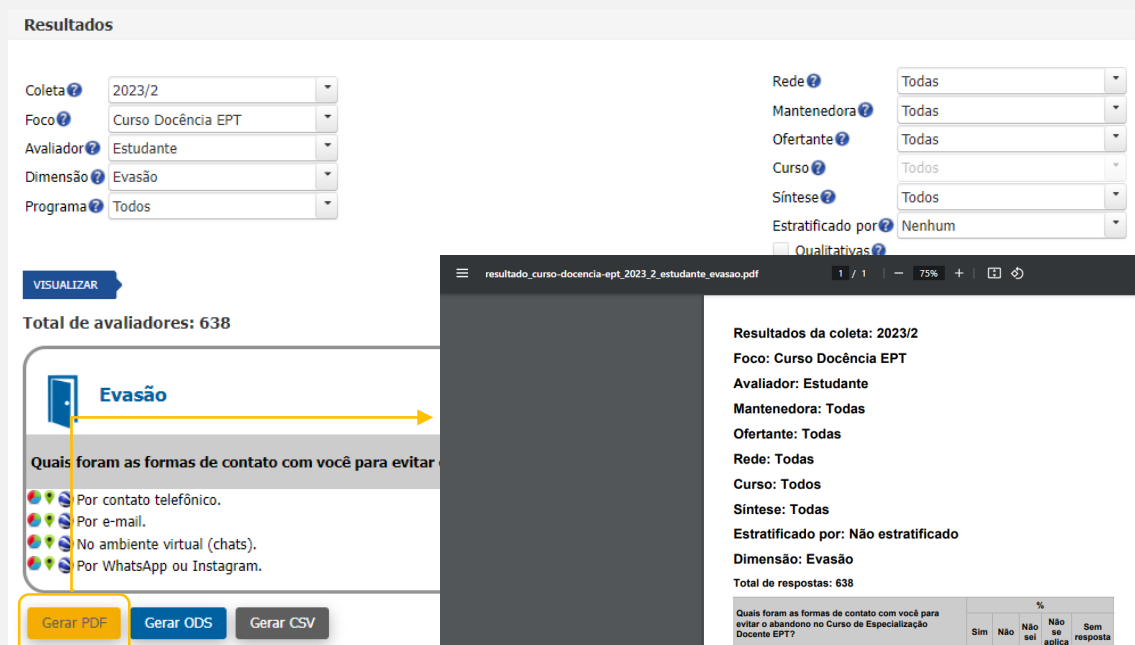 Resultados
Coleta 2023/2
Foco Curso Docência EPT
Avaliador Estudante
Dimensão Evasão
Programa Todos
Rede Todas
Mantenedora Todas
Ofertante Todas
Curso Todos
Síntese Todos
Estratificado por Nenhum
Qualitativas
VISUALIZAR
Total de avaliadores: 638
Evasão
Quais foram as formas de contato com você para evitar
Por contato telefônico.
Por e-mail.
No ambiente virtual (chats).
Por WhatsApp ou Instagram.
Gerar PDF Gerar ODS Gerar CSV
resultado_curso-docencia-ept_2023_2_estudante_evasao.pdf 1 / 1 75%
Resultados da coleta: 2023/2
Foco: Curso Docência EPT
Avaliador: Estudante
Mantenedora: Todas
Ofertante: Todas
Rede: Todas
Curso: Todos
Síntese: Todas
Estratificado por: Não estratificado
Dimensão: Evasão
Total de respostas: 638
Quais foram as formas de contato com você para
evitar o abandono no Curso de Especialização
Docente EPT?
%
Sim Não Não sei Não se aplica Sem resposta